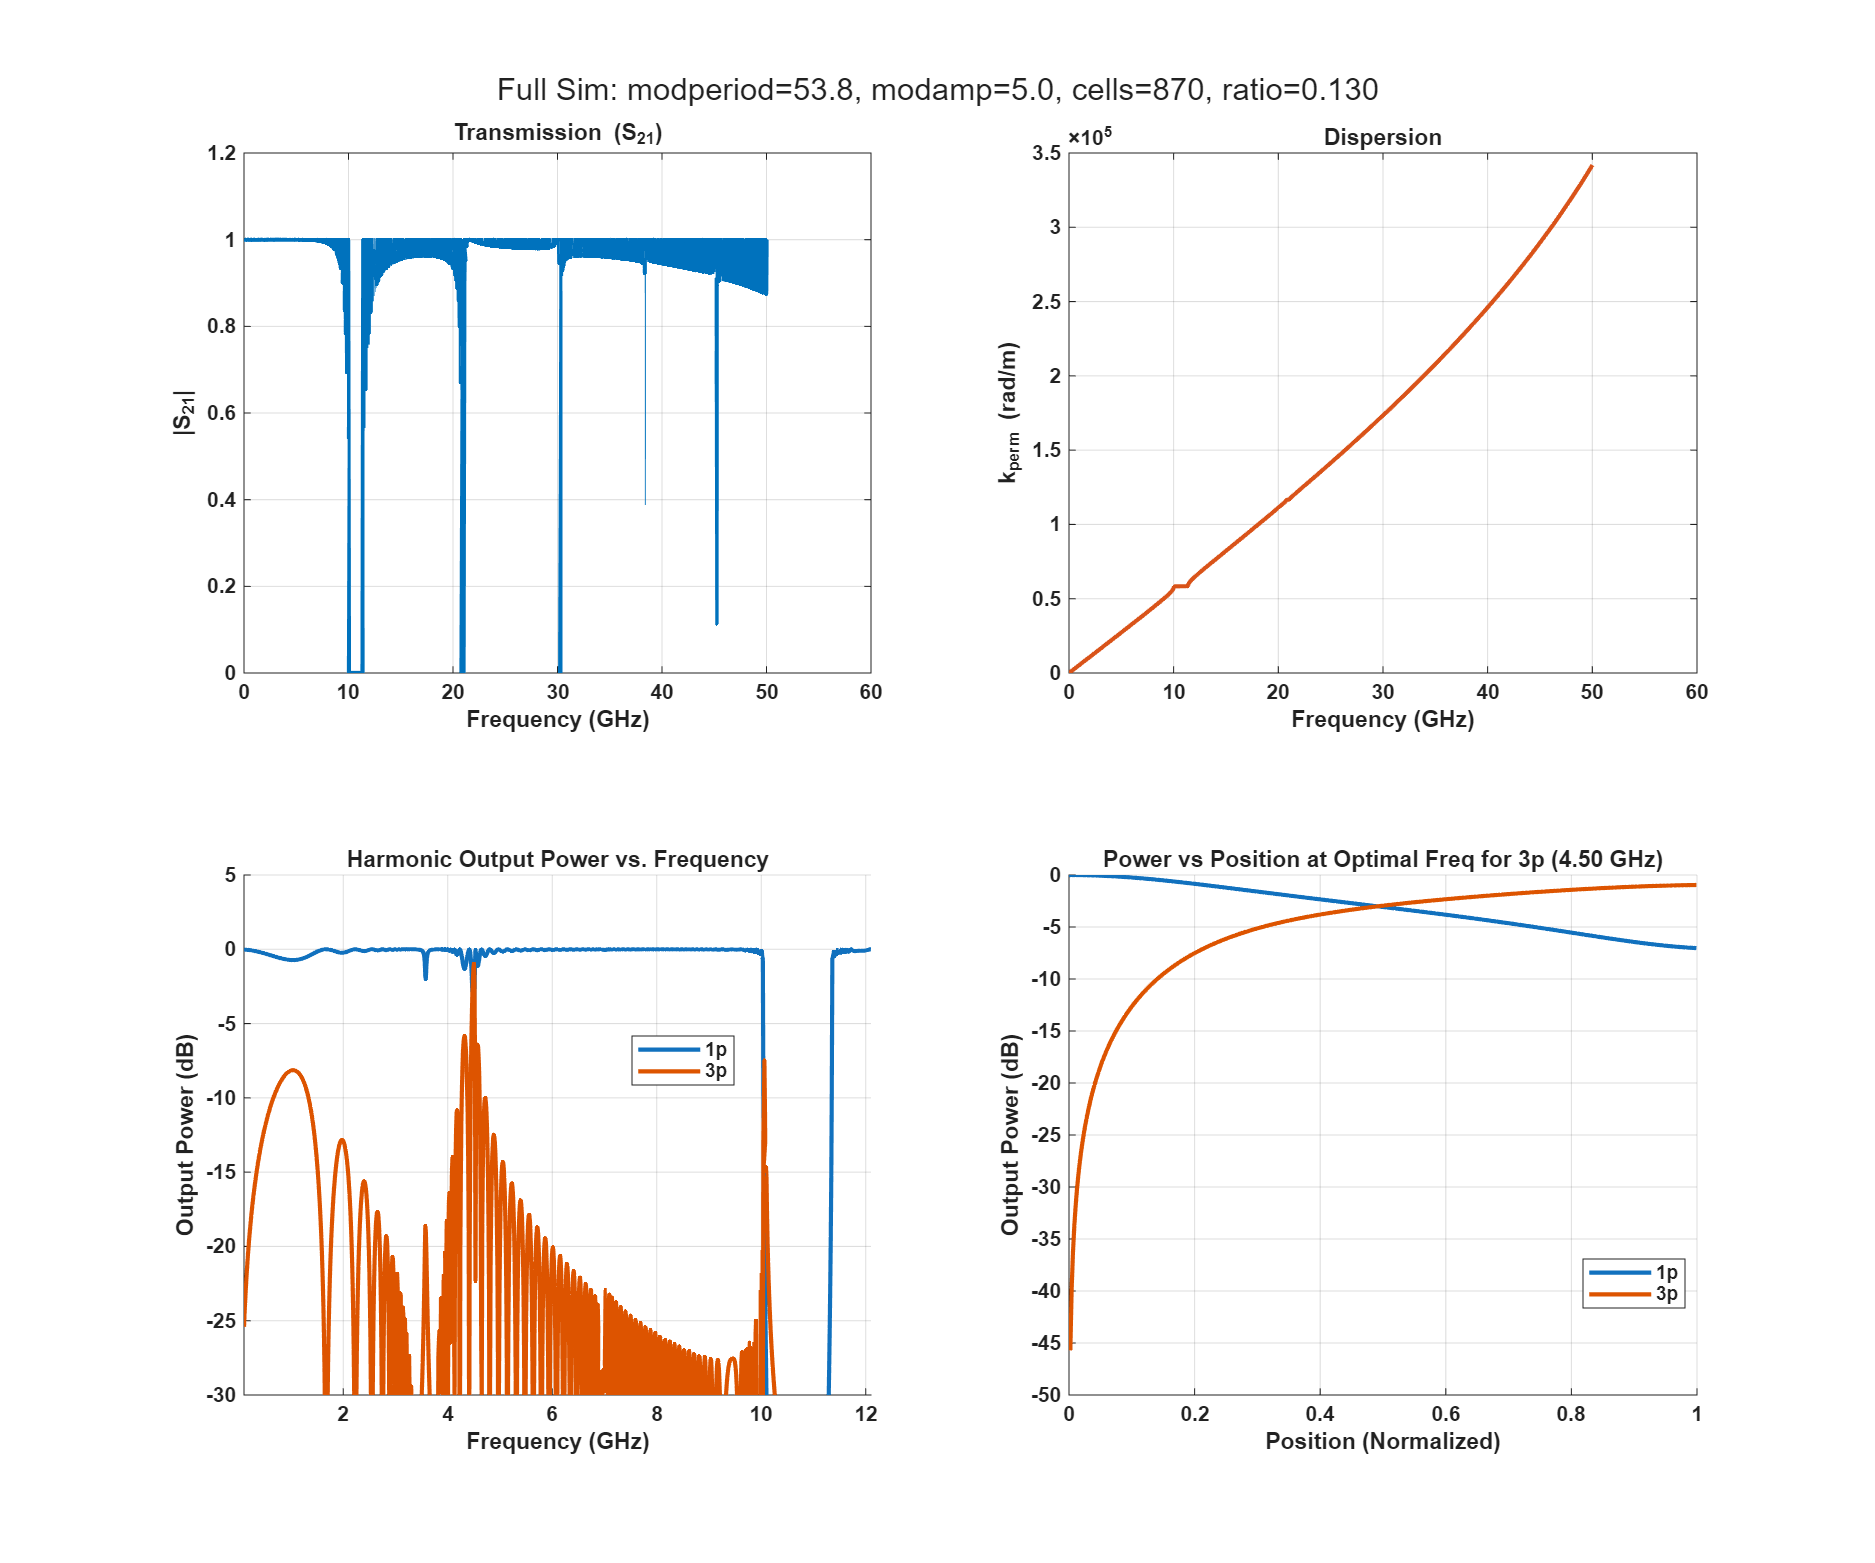 Full Sim: modperiod=53.8, modamp=5.0, cells=870, ratio=0.130
Transmission (S21)
1.2
1
0.8
0.6
0.4
0.2
0
|S21|
0 10 20 30 40 50 60
Frequency (GHz)
×10^5
Dispersion
3.5
3
2.5
2
1.5
1
0.5
0
kperm (rad/m)
0 10 20 30 40 50 60
Frequency (GHz)
Harmonic Output Power vs. Frequency
5
0
-5
-10
-15
-20
-25
-30
Output Power (dB)
1p
3p
2 4 6 8 10 12
Frequency (GHz)
Power vs Position at Optimal Freq for 3p (4.50 GHz)
0
-5
-10
-15
-20
-25
-30
-35
-40
-45
-50
Output Power (dB)
1p
3p
0 0.2 0.4 0.6 0.8 1
Position (Normalized)